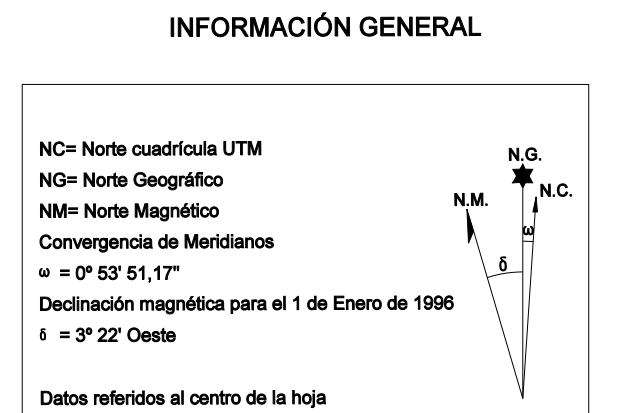 INFORMACIÓN GENERAL
NC= Norte cuadrícula UTM
NG= Norte Geográfico
NM= Norte Magnético
Convergencia de Meridianos
ω = 0º 53' 51,17"
Declinación magnética para el 1 de Enero de 1996
δ = 3º 22' Oeste
Datos referidos al centro de la hoja
N.G.
N.C.
N.M.
ω
δ